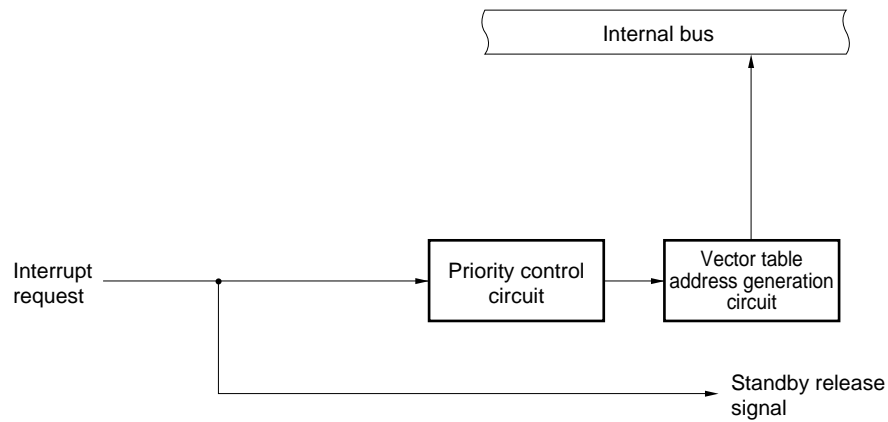 Internal bus
Interrupt
request
Priority control
circuit
Vector table
address generation
circuit
Standby release
signal